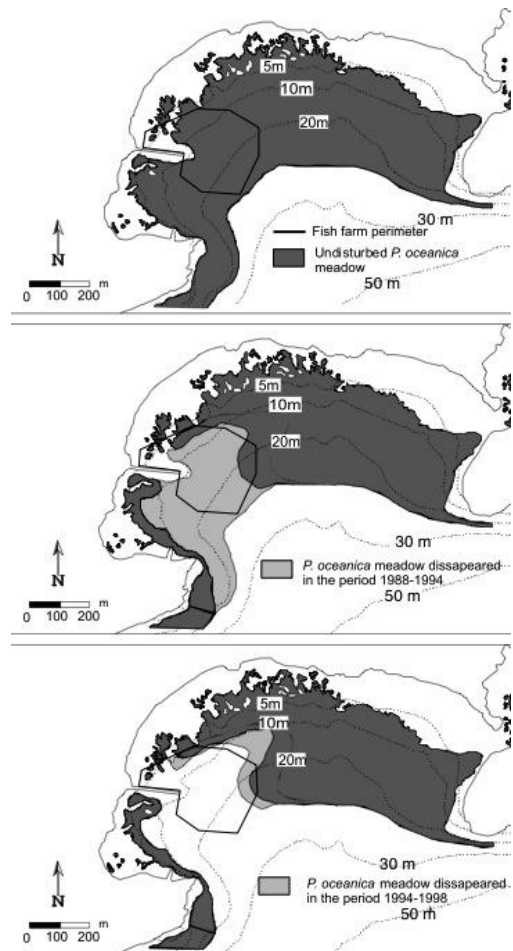 5m
10m
20m
30 m
Fish farm perimeter
Undisturbed P. oceanica
meadow
50 m
N
m
0 100 200
5m
10m
20m
30 m
P. oceanica meadow dissapeared
in the period 1988-1994
50 m
N
m
0 100 200
5m
10m
20m
30 m
P. oceanica meadow dissapeared
in the period 1994-1998
50 m
N
m
0 100 200